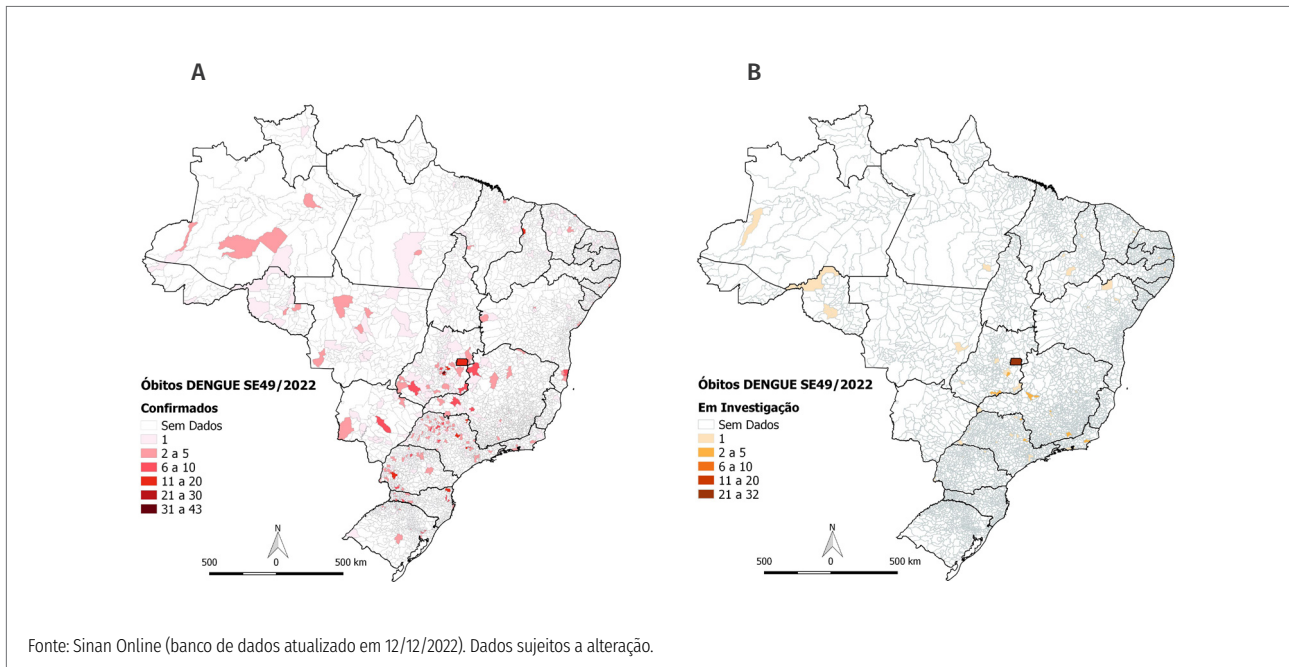 A
B
Óbitos DENGUE SE49/2022
Confirmados
Sem Dados
1
2 a 5
6 a 10
11 a 20
21 a 30
31 a 43
N
500 0 500 km
Óbitos DENGUE SE49/2022
Em Investigação
Sem Dados
1
2 a 5
6 a 10
11 a 20
21 a 32
N
500 0 500 km
Fonte: Sinan Online (banco de dados atualizado em 12/12/2022). Dados sujeitos a alteração.